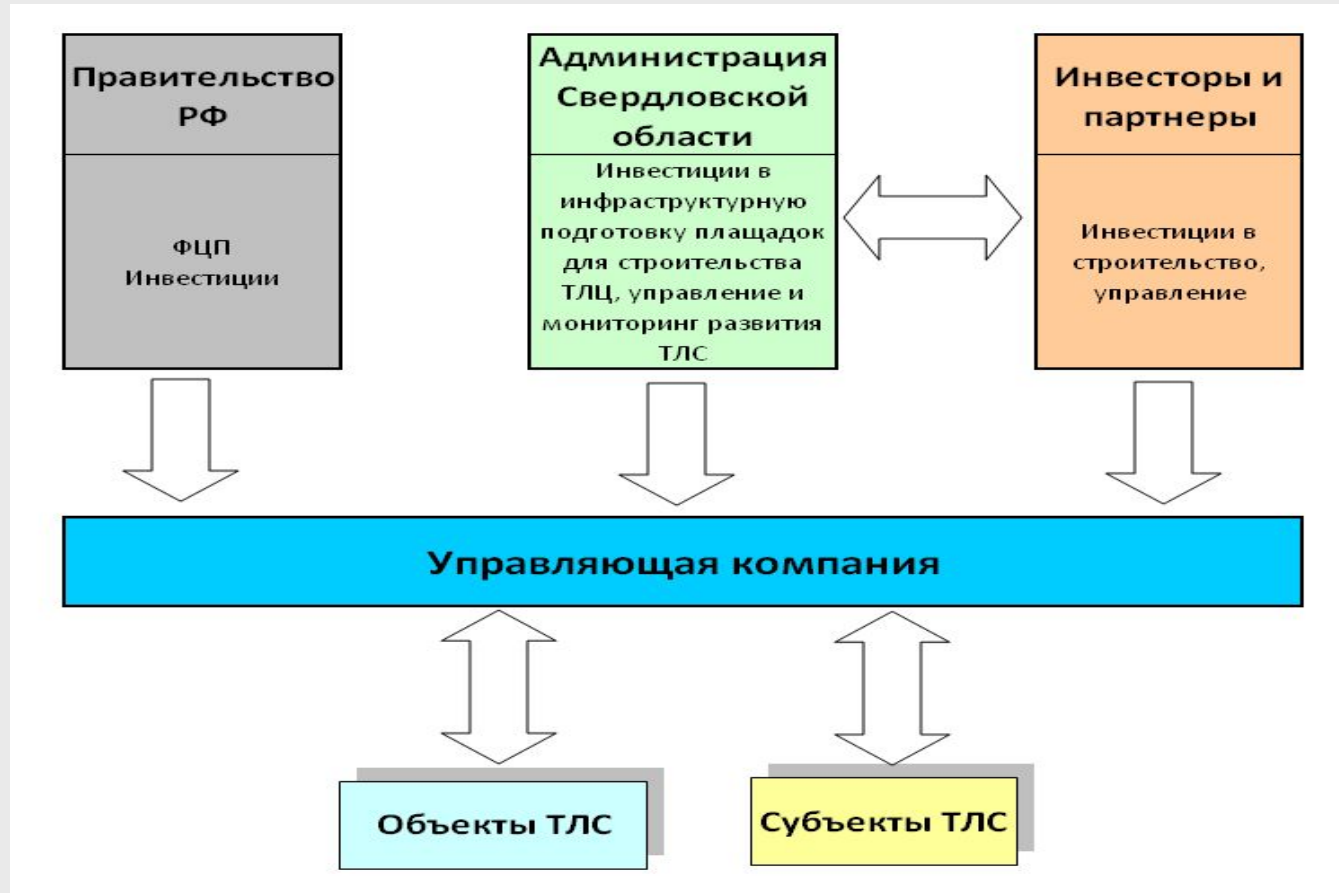 Правительство
РФ
ФЦП
Инвестиции
Администрация
Свердловской
области
Инвестиции в
инфраструктурную
подготовку плащадок
для строительства
ТЛЦ, управление и
мониторинг развития
ТЛС
Инвесторы и
партнеры
Инвестиции в
строительство,
управление
Управляющая компания
Объекты ТЛС
Субъекты ТЛС